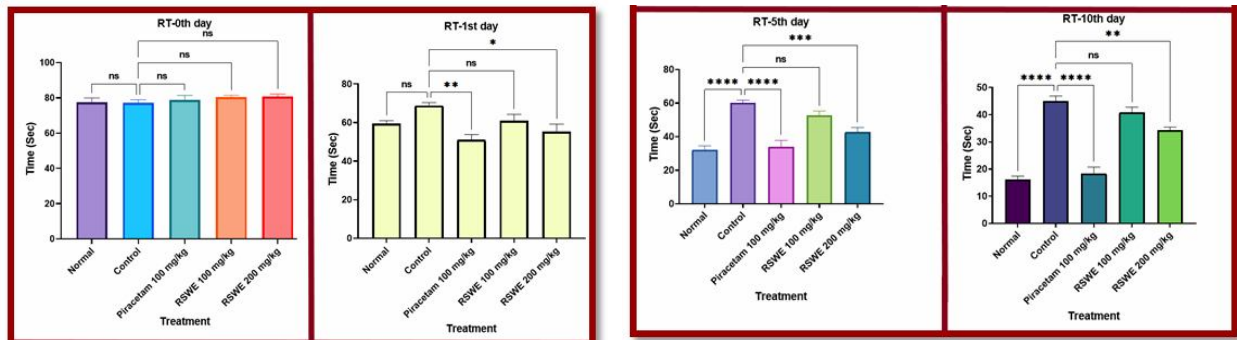 RT-0th day
ns
ns
ns ns
100
80
60
40
20
0
Time (Sec)
Normal
Control
Piracetam 100 mg/kg
RSWE 100 mg/kg
RSWE 200 mg/kg
Treatment
RT-1st day
*
ns
ns **
80
60
40
20
0
Time (Sec)
Normal
Control
Piracetam 100 mg/kg
RSWE 100 mg/kg
RSWE 200 mg/kg
Treatment
RT-5th day
***
ns
**** ****
80
60
40
20
0
Time (Sec)
Normal
Control
Piracetam 100 mg/kg
RSWE 100 mg/kg
RSWE 200 mg/kg
Treatment
RT-10th day
**
ns
**** ****
50
40
30
20
10
0
Time (Sec)
Normal
Control
Piracetam 100 mg/kg
RSWE 100 mg/kg
RSWE 200 mg/kg
Treatment